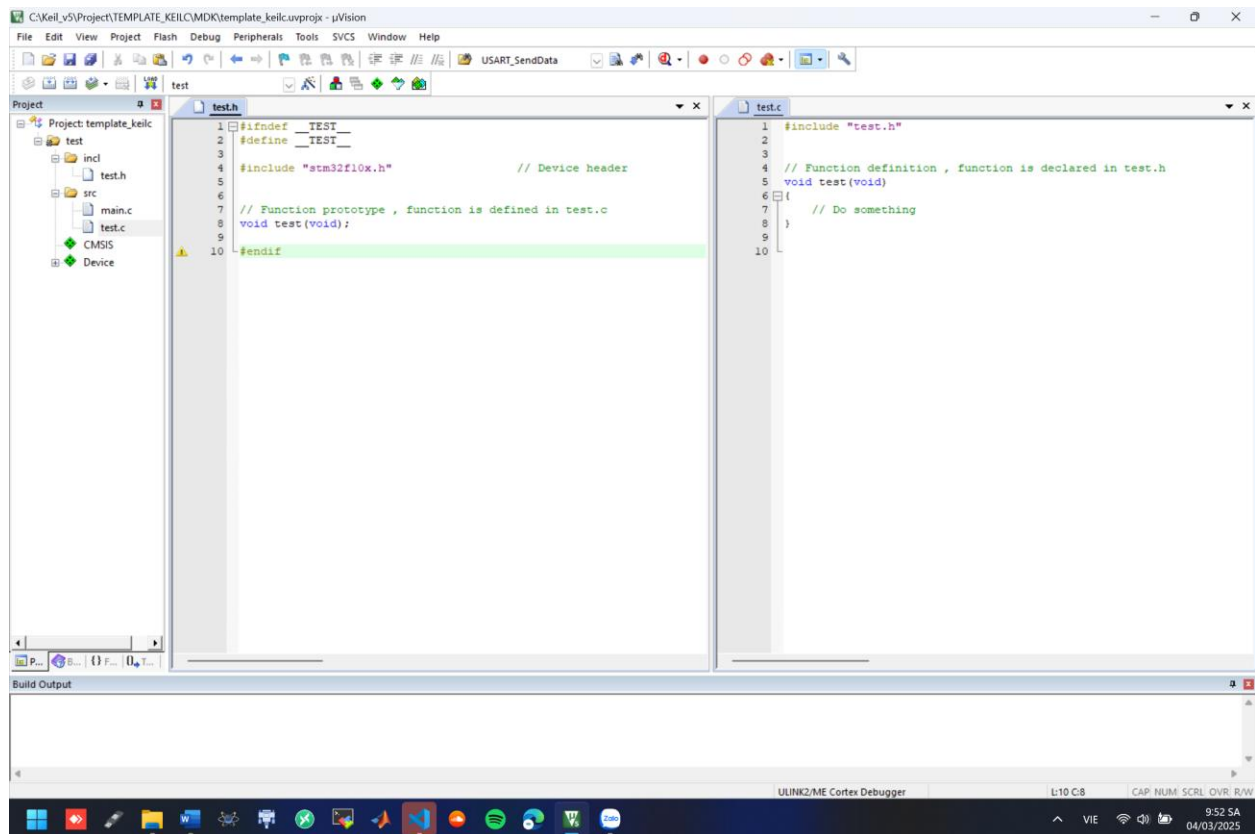 C:\Keil_v5\Project\TEMPLATE_KEILC\MDK\template_keilc.uvprojx - µVision
File Edit View Project Flash Debug Peripherals Tools SVCS Window Help
USART_SendData
LOAD test
Project
Project: template_keilc
test
incl
test.h
src
main.c
test.c
CMSIS
Device
P... B... {} F... T...
test.h
1 #ifndef __TEST__
2 #define __TEST__
3
4 #include "stm32f10x.h" // Device header
5
6
7 // Function prototype , function is defined in test.c
8 void test(void);
9
10 #endif
test.c
1 #include "test.h"
2
3
4 // Function definition , function is declared in test.h
5 void test(void)
6 {
7 // Do something
8 }
9
10
Build Output
ULINK2/ME Cortex Debugger L:10 C:8 CAP NUM SCRL OVR R/W
Zalo
VIE
9:52 SA
04/03/2025